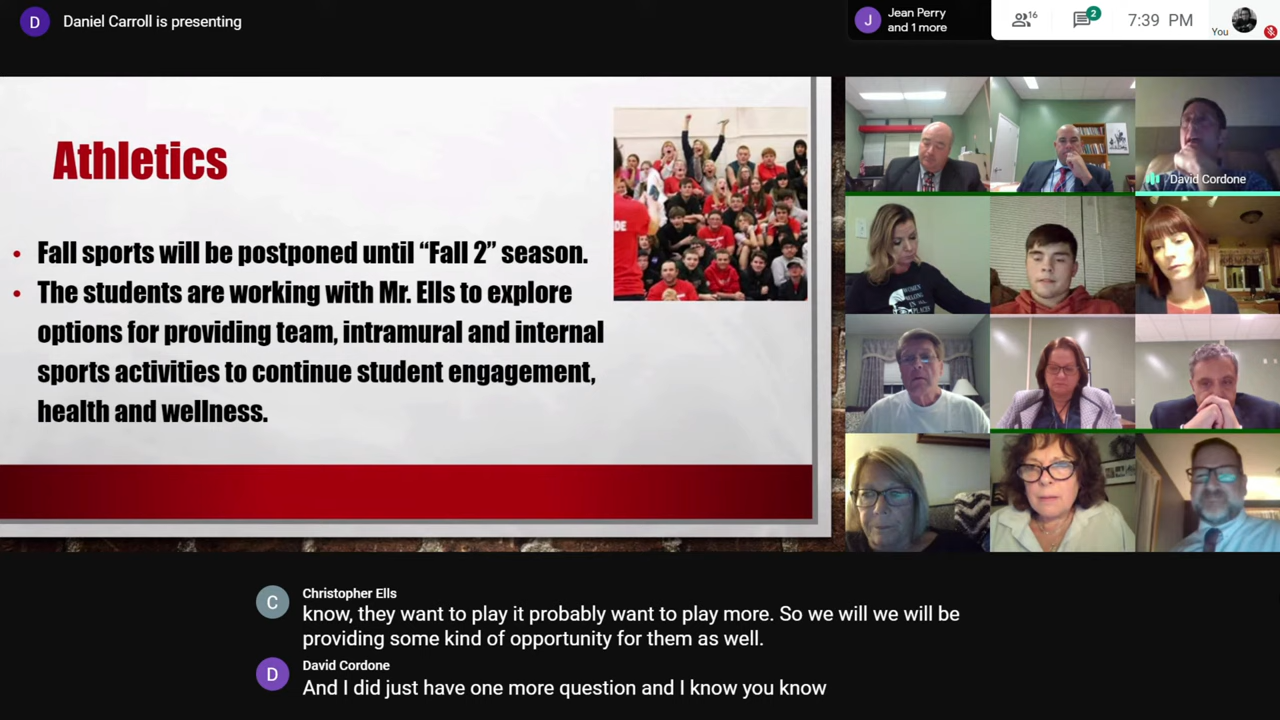 D Daniel Carroll is presenting
J Jean Perry
and 1 more
16
2
7:39 PM
You
Athletics
• Fall sports will be postponed until “Fall 2” season.
• The students are working with Mr. Ells to explore
options for providing team, intramural and internal
sports activities to continue student engagement,
health and wellness.
David Cordone
WOMEN
BELONG
PLACES
C Christopher Ells
know, they want to play it probably want to play more. So we will we will be
providing some kind of opportunity for them as well.
D David Cordone
And I did just have one more question and I know you know